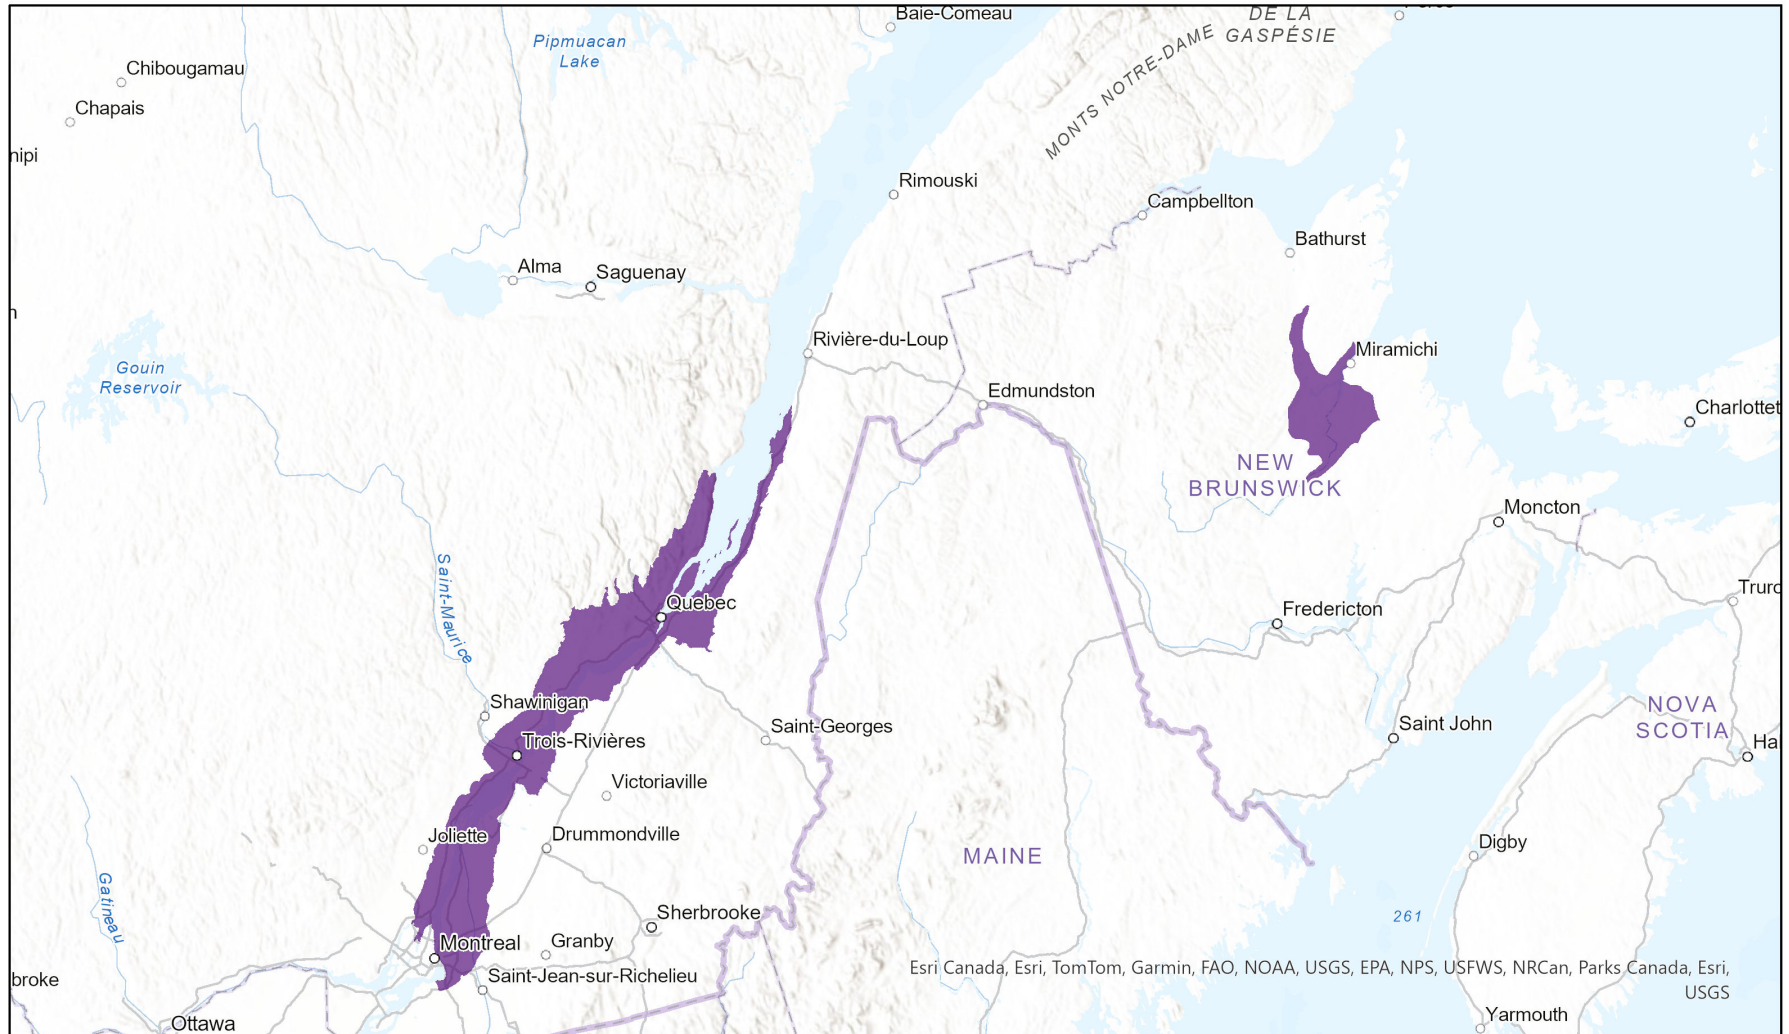 Baie-Comeau
DE LA
GASPÉSIE
Pipmuacan
Lake
MONTS NOTRE-DAME
Chibougamau
Chapais
nipi
Rimouski
Campbellton
Bathurst
Alma
Saguenay
n
Rivière-du-Loup
Miramichi
Gouin
Reservoir
Edmundston
Charlottet
NEW
BRUNSWICK
Moncton
Saint-Maurice
Quebec
Fredericton
Truro
Shawinigan
Trois-Rivières
Saint-Georges
Saint John
NOVA
SCOTIA
Hal
Victoriaville
Joliette
Drummondville
MAINE
Digby
Gatineau
Sherbrooke
261
Montreal
Granby
broke
Saint-Jean-sur-Richelieu
Esri Canada, Esri, TomTom, Garmin, FAO, NOAA, USGS, EPA, NPS, USFWS, NRCan, Parks Canada, Esri,
USGS
Ottawa
Yarmouth